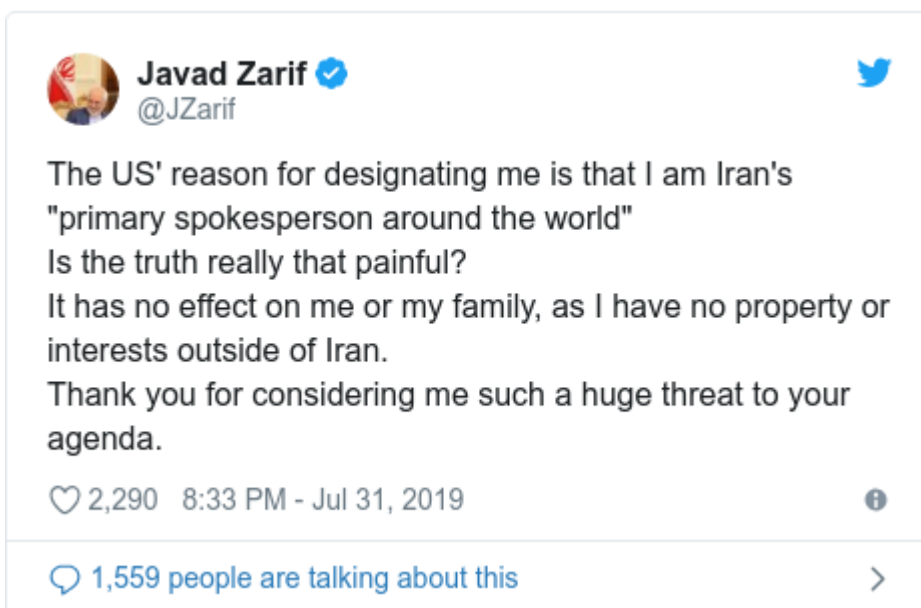 Javad Zarif
@JZarif
The US' reason for designating me is that I am Iran's
"primary spokesperson around the world"
Is the truth really that painful?
It has no effect on me or my family, as I have no property or
interests outside of Iran.
Thank you for considering me such a huge threat to your
agenda.
2,290 8:33 PM - Jul 31, 2019
1,559 people are talking about this